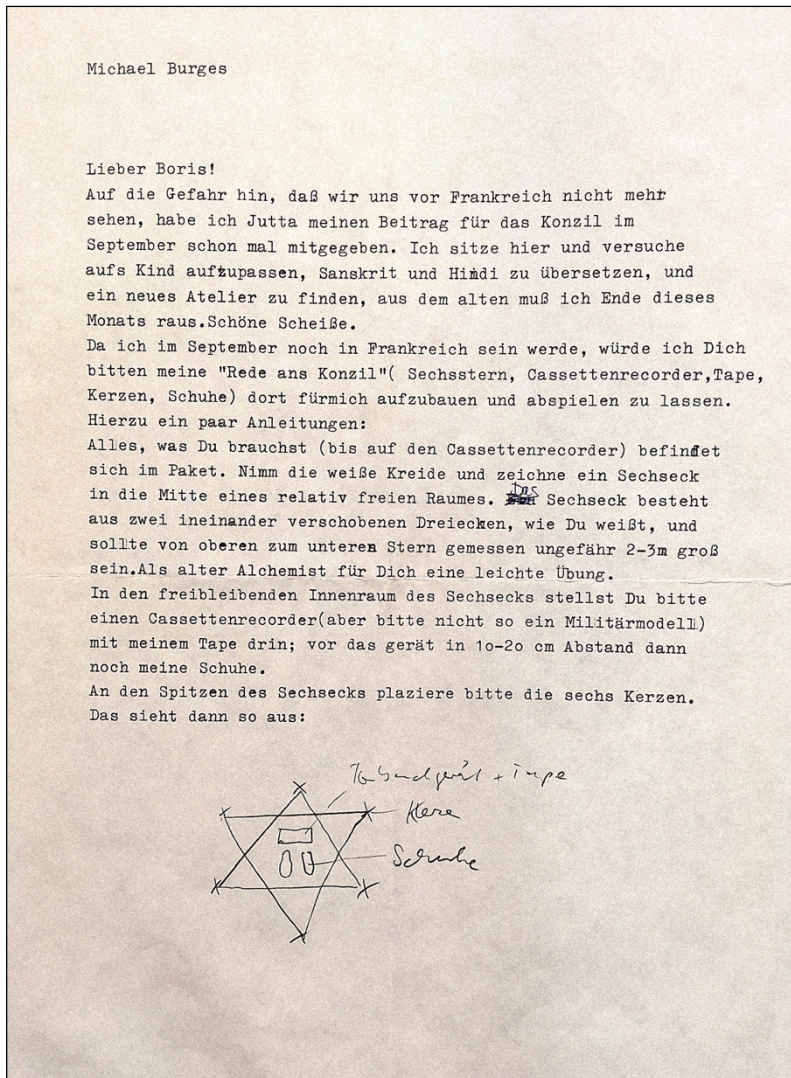 Michael Burges
Lieber Boris!
Auf die Gefahr hin, daß wir uns vor Frankreich nicht mehr
sehen, habe ich Jutta meinen Beitrag für das Konzil im
September schon mal mitgegeben. Ich sitze hier und versuche
aufs Kind aufzupassen, Sanskrit und Hindi zu übersetzen, und
ein neues Atelier zu finden, aus dem alten muß ich Ende dieses
Monats raus.Schöne Scheiße.
Da ich im September noch in Frankreich sein werde, würde ich Dich
bitten meine "Rede ans Konzil"( Sechsstern, Cassettenrecorder,Tape,
Kerzen, Schuhe) dort fürmich aufzubauen und abspielen zu lassen.
Hierzu ein paar Anleitungen:
Alles, was Du brauchst (bis auf den Cassettenrecorder) befindet
sich im Paket. Nimm die weiße Kreide und zeichne ein Sechseck
in die Mitte eines relativ freien Raumes. Das Sechseck besteht
aus zwei ineinander verschobenen Dreiecken, wie Du weißt, und
sollte von oberen zum unteren Stern gemessen ungefähr 2-3m groß
sein.Als alter Alchemist für Dich eine leichte Übung.
In den freibleibenden Innenraum des Sechsecks stellst Du bitte
einen Cassettenrecorder(aber bitte nicht so ein Militärmodell)
mit meinem Tape drin; vor das gerät in 1o-2o cm Abstand dann
noch meine Schuhe.
An den Spitzen des Sechsecks plaziere bitte die sechs Kerzen.
Das sieht dann so aus:
Tonbandgerät + Tape
Kerze
Schuhe